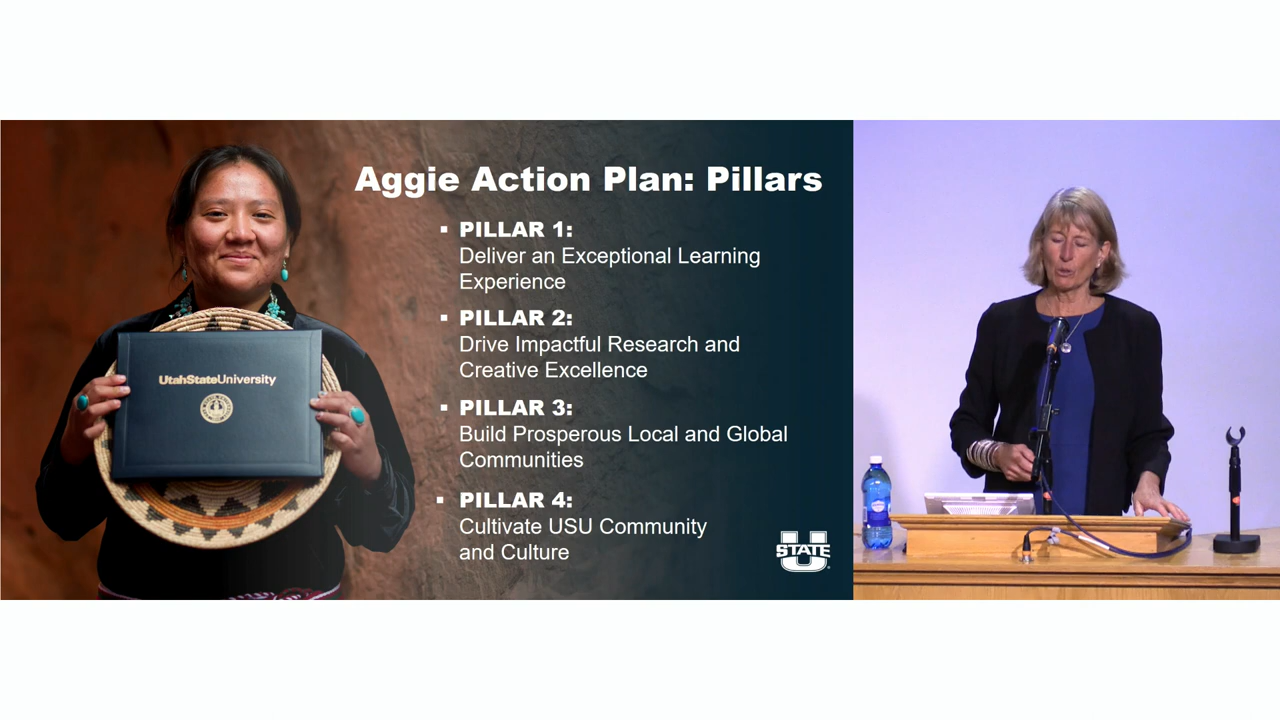 Aggie Action Plan: Pillars
▪ PILLAR 1:
Deliver an Exceptional Learning
Experience
▪ PILLAR 2:
Drive Impactful Research and
Creative Excellence
▪ PILLAR 3:
Build Prosperous Local and Global
Communities
▪ PILLAR 4:
Cultivate USU Community
and Culture
UtahStateUniversity
U
STATE